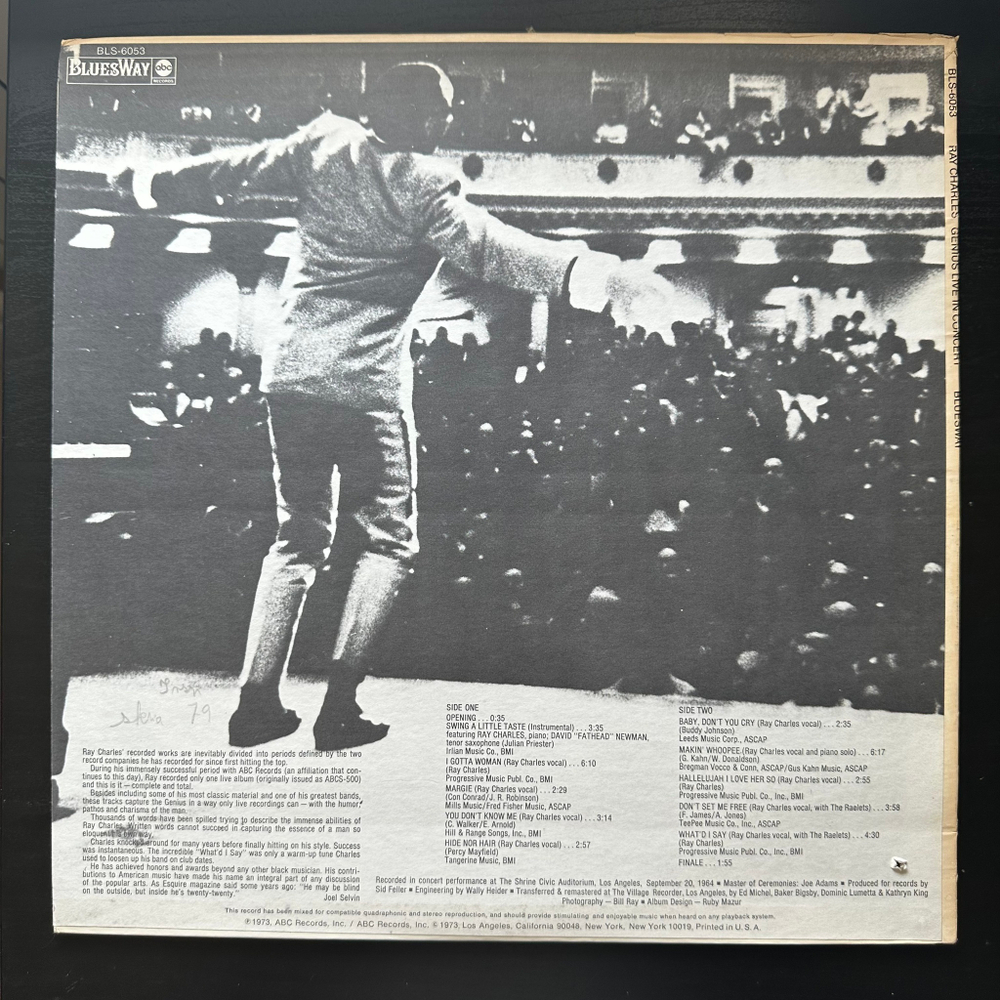 BLS-6053
BLUESWAY abc RECORDS
BLS-6053 RAY CHARLES GENIUS LIVE IN CONCERT BLUESWAY
79
Ray Charles' recorded works are inevitably divided into periods defined by the two
record companies he has recorded for since first hitting the top.
During his immensely successful period with ABC Records (an affiliation that con-
tinues to this day), Ray recorded only one live album (originally issued as ABCS-500)
and this is it — complete and total.
Besides including some of his most classic material and one of his greatest bands,
these tracks capture the Genius in a way only live recordings can — with the humor,
pathos and charisma of the man.
Thousands of words have been spilled trying to describe the immense abilities of
Ray Charles. Written words cannot succeed in capturing the essence of a man so
eloquent
Charles knocked around for many years before finally hitting on his style. Success
was instantaneous. The incredible "What'd I Say" was only a warm-up tune Charles
used to loosen up his band on club dates.
He has achieved honors and awards beyond any other black musician. His contri-
butions to American music have made his name an integral part of any discussion
of the popular arts. As Esquire magazine said some years ago: "He may be blind
on the outside, but inside he's twenty-twenty."
Joel Selvin
SIDE ONE
OPENING . . . 0:35
SWING A LITTLE TASTE (Instrumental) . . . 3:35
featuring RAY CHARLES, piano; DAVID "FATHEAD" NEWMAN,
tenor saxophone (Julian Priester)
Irlian Music Co., BMI
I GOTTA WOMAN (Ray Charles vocal) . . . 6:10
(Ray Charles)
Progressive Music Publ. Co., BMI
MARGIE (Ray Charles vocal) . . . 2:29
(Con Conrad/J. R. Robinson)
Mills Music/Fred Fisher Music, ASCAP
YOU DON'T KNOW ME (Ray Charles vocal) . . . 3:14
(C. Walker/E. Arnold)
Hill & Range Songs, Inc., BMI
HIDE NOR HAIR (Ray Charles vocal) . . . 2:57
(Percy Mayfield)
Tangerine Music, BMI
SIDE TWO
BABY, DON'T YOU CRY (Ray Charles vocal) . . . 2:35
(Buddy Johnson)
Leeds Music Corp., ASCAP
MAKIN' WHOOPEE (Ray Charles vocal and piano solo) . . . 6:17
(G. Kahn/W. Donaldson)
Bregman Vocco & Conn, ASCAP/Gus Kahn Music, ASCAP
HALLELUJAH I LOVE HER SO (Ray Charles vocal) . . . 2:55
(Ray Charles)
Progressive Music Publ. Co., Inc., BMI
DON'T SET ME FREE (Ray Charles vocal, with The Raelets) . . . 3:58
(F. James/A. Jones)
TeePee Music Co., Inc., ASCAP
WHAT'D I SAY (Ray Charles vocal, with The Raelets) . . . 4:30
(Ray Charles)
Progressive Music Publ. Co., Inc., BMI
FINALE . . . 1:55
Recorded in concert performance at The Shrine Civic Auditorium, Los Angeles, September 20, 1964 ■ Master of Ceremonies: Joe Adams ■ Produced for records by
Sid Feller ■ Engineering by Wally Heider ■ Transferred & remastered at The Village Recorder, Los Angeles, by Ed Michel, Baker Bigsby, Dominic Lumetta & Kathryn King
Photography — Bill Ray ■ Album Design — Ruby Mazur
This record has been mixed for compatible quadraphonic and stereo reproduction, and should provide stimulating and enjoyable music when heard on any playback system.
℗ 1973, ABC Records, Inc. / ABC Records, Inc. © 1973, Los Angeles, California 90048, New York, New York 10019, Printed in U.S.A.